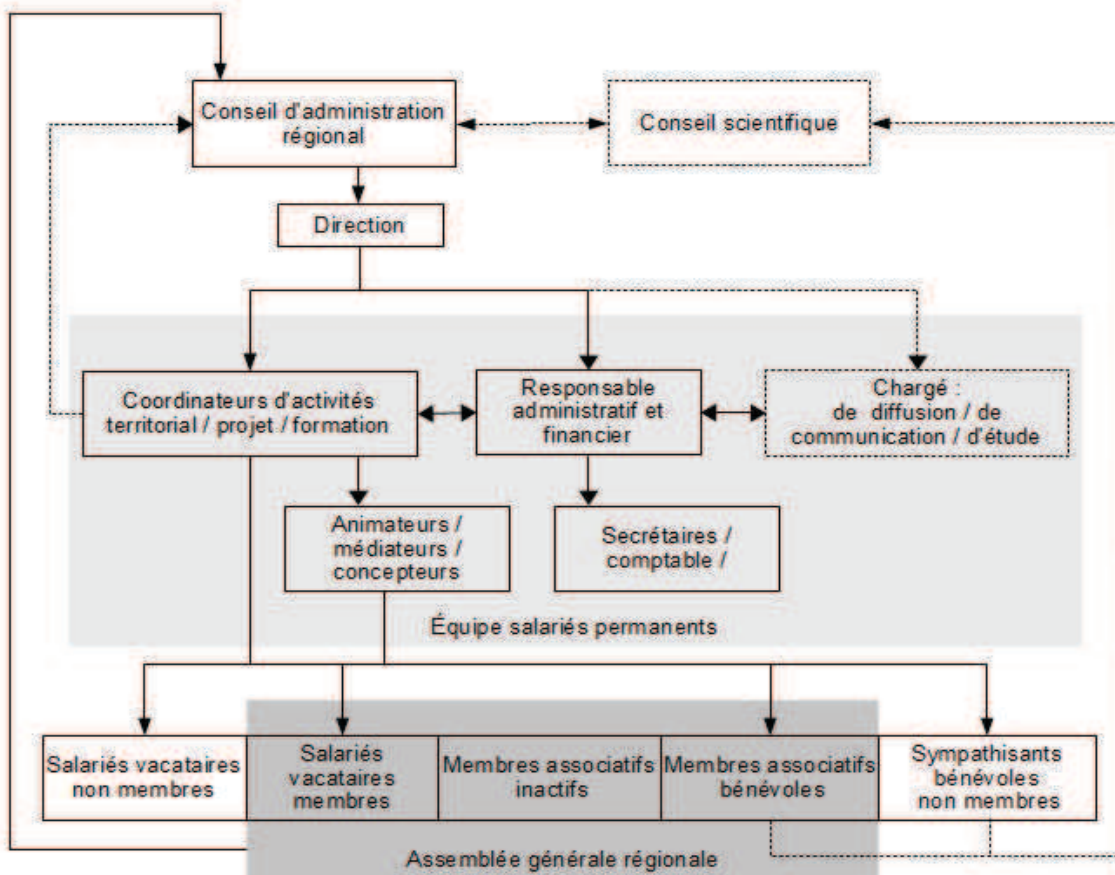 Conseil d'administration
régional
Conseil scientifique
Direction
Coordinateurs d'activités
territorial / projet / formation
Responsable
administratif et
financier
Chargé :
de diffusion / de
communication / d'étude
Animateurs /
médiateurs /
concepteurs
Secrétaires /
comptable /
Équipe salariés permanents
Salariés vacataires
non membres
Salariés
vacataires
membres
Membres associatifs
inactifs
Membres associatifs
bénévoles
Sympathisants
bénévoles
non membres
Assemblée générale régionale